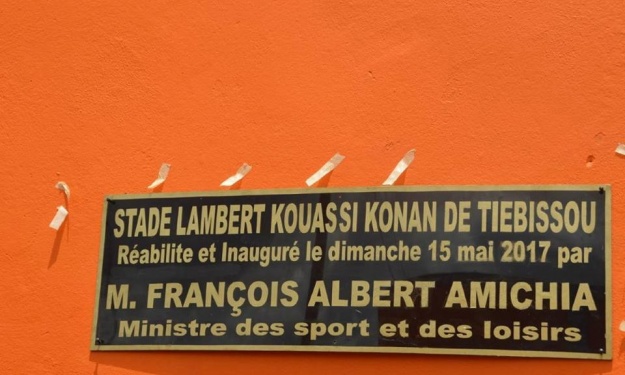 STADE LAMBERT KOUASSI KONAN DE TIEBISSOU
Réabilite et Inauguré le dimanche 15 mai 2017 par
M. FRANÇOIS ALBERT AMICHIA
Ministre des sport et des loisirs